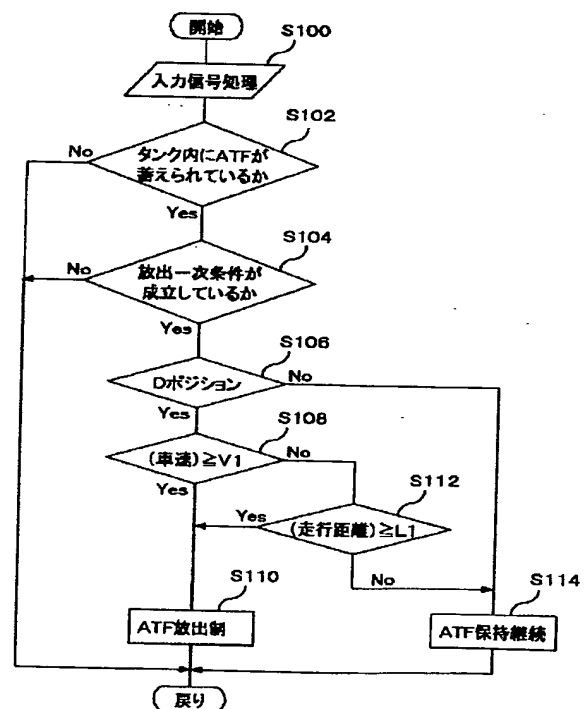 開始
S100
入力信号処理
S102
No
タンク内にATFが
蓄えられているか
Yes
S104
No
放出一次条件が
成立しているか
Yes
S106
Dポジション
No
Yes
S108
(車速)≧V1
No
Yes
S112
Yes
(走行距離)≧L1
No
S110
S114
ATF放出制
ATF保持継続
戻り